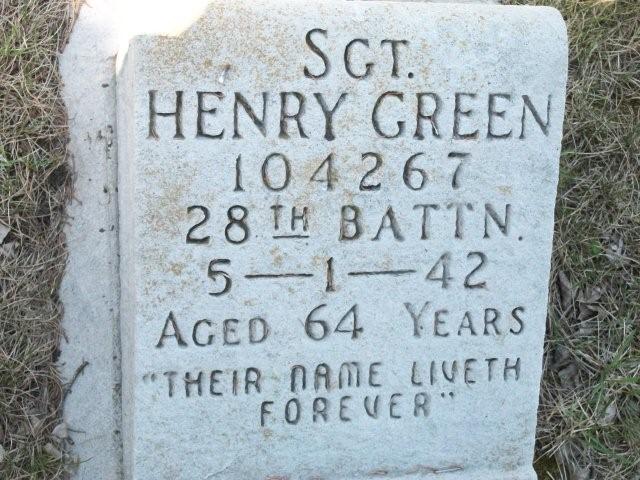 SGT.
HENRY GREEN
104267
28TH BATTN.
5—1—42
AGED 64 YEARS
"THEIR NAME LIVETH
FOREVER"